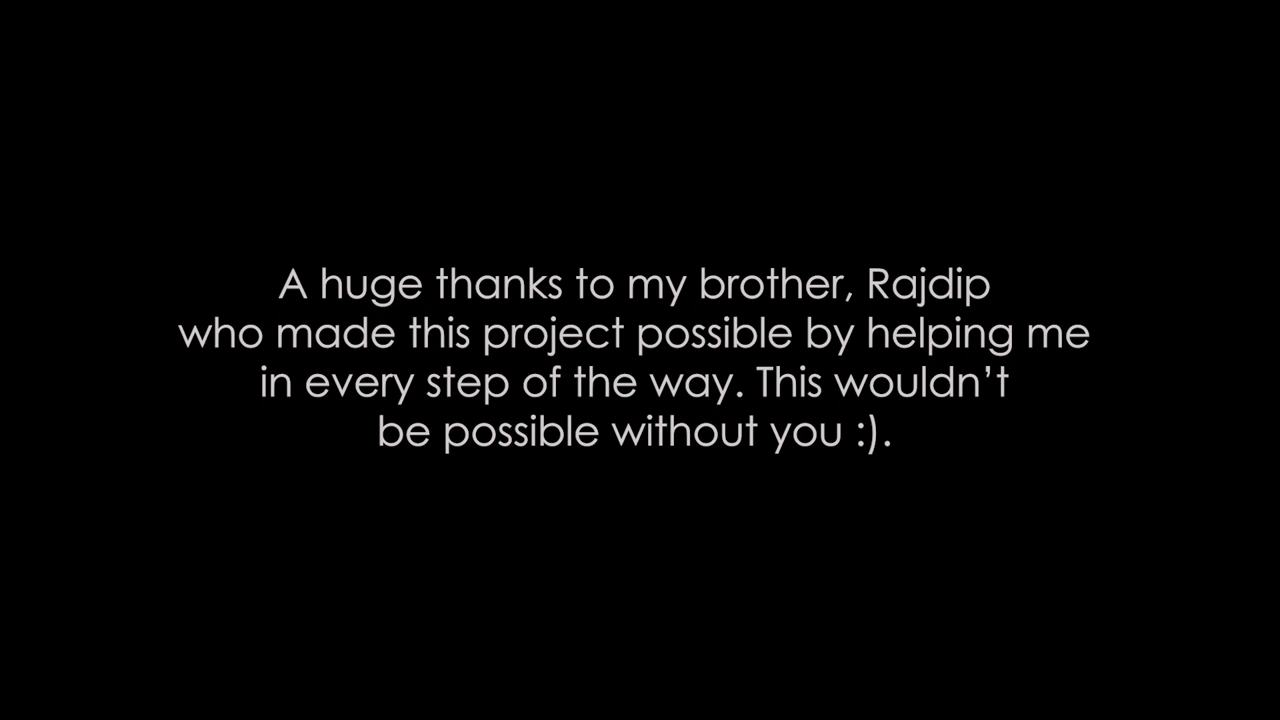 A huge thanks to my brother, Rajdip
who made this project possible by helping me
in every step of the way. This wouldn’t
be possible without you :).